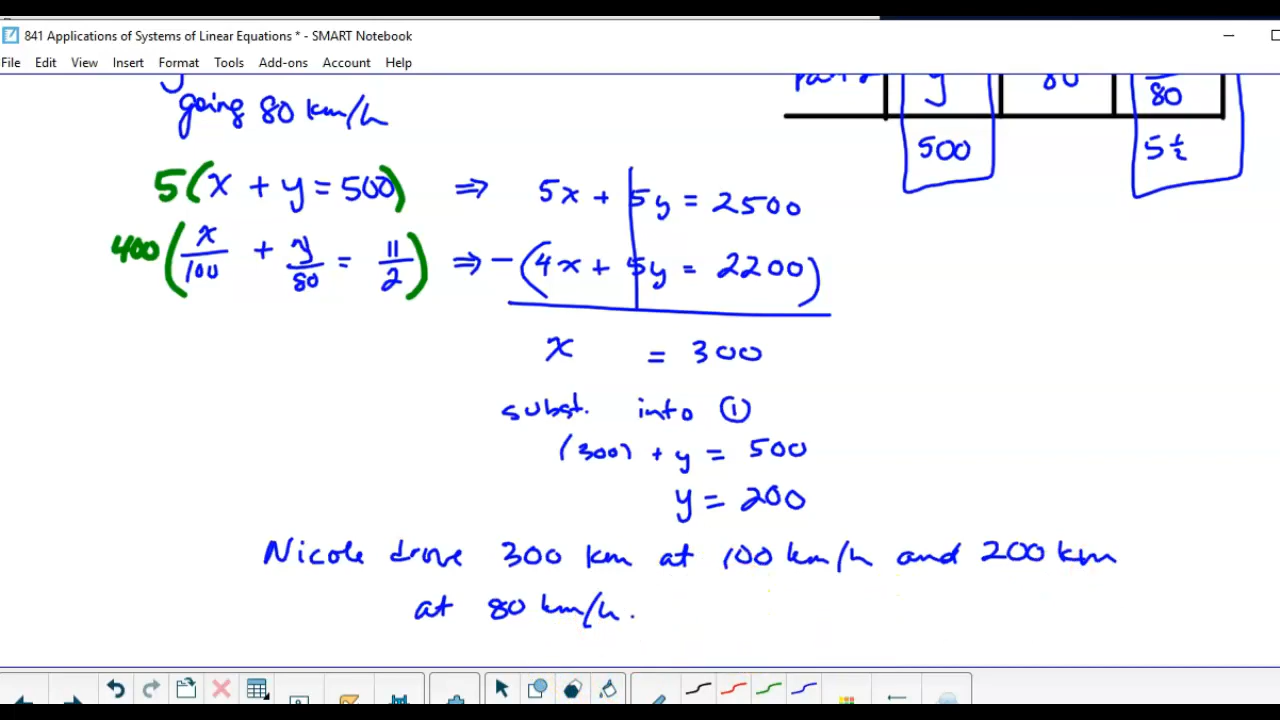 841 Applications of Systems of Linear Equations * - SMART Notebook
File Edit View Insert Format Tools Add-ons Account Help
y 80 80
going 80 km/h
500 5 1/2
5(x + y = 500) ⇒ 5x + 5y = 2500
400(x/100 + y/80 = 11/2) ⇒ -(4x + 5y = 2200)
x = 300
subst. into ①
(300) + y = 500
y = 200
Nicole drove 300 km at 100 km/h and 200 km
at 80 km/h.